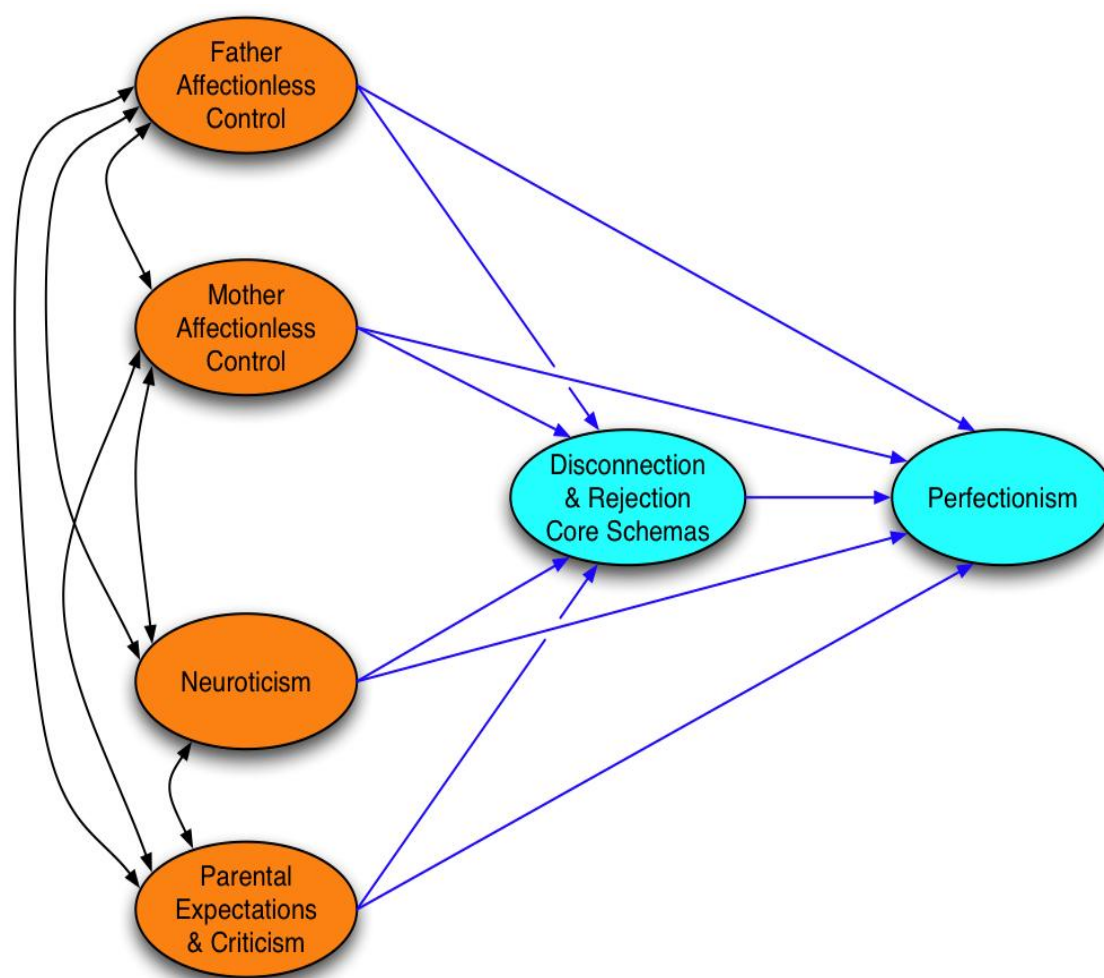 Father
Affectionless
Control
Mother
Affectionless
Control
Disconnection
& Rejection
Core Schemas
Perfectionism
Neuroticism
Parental
Expectations
& Criticism